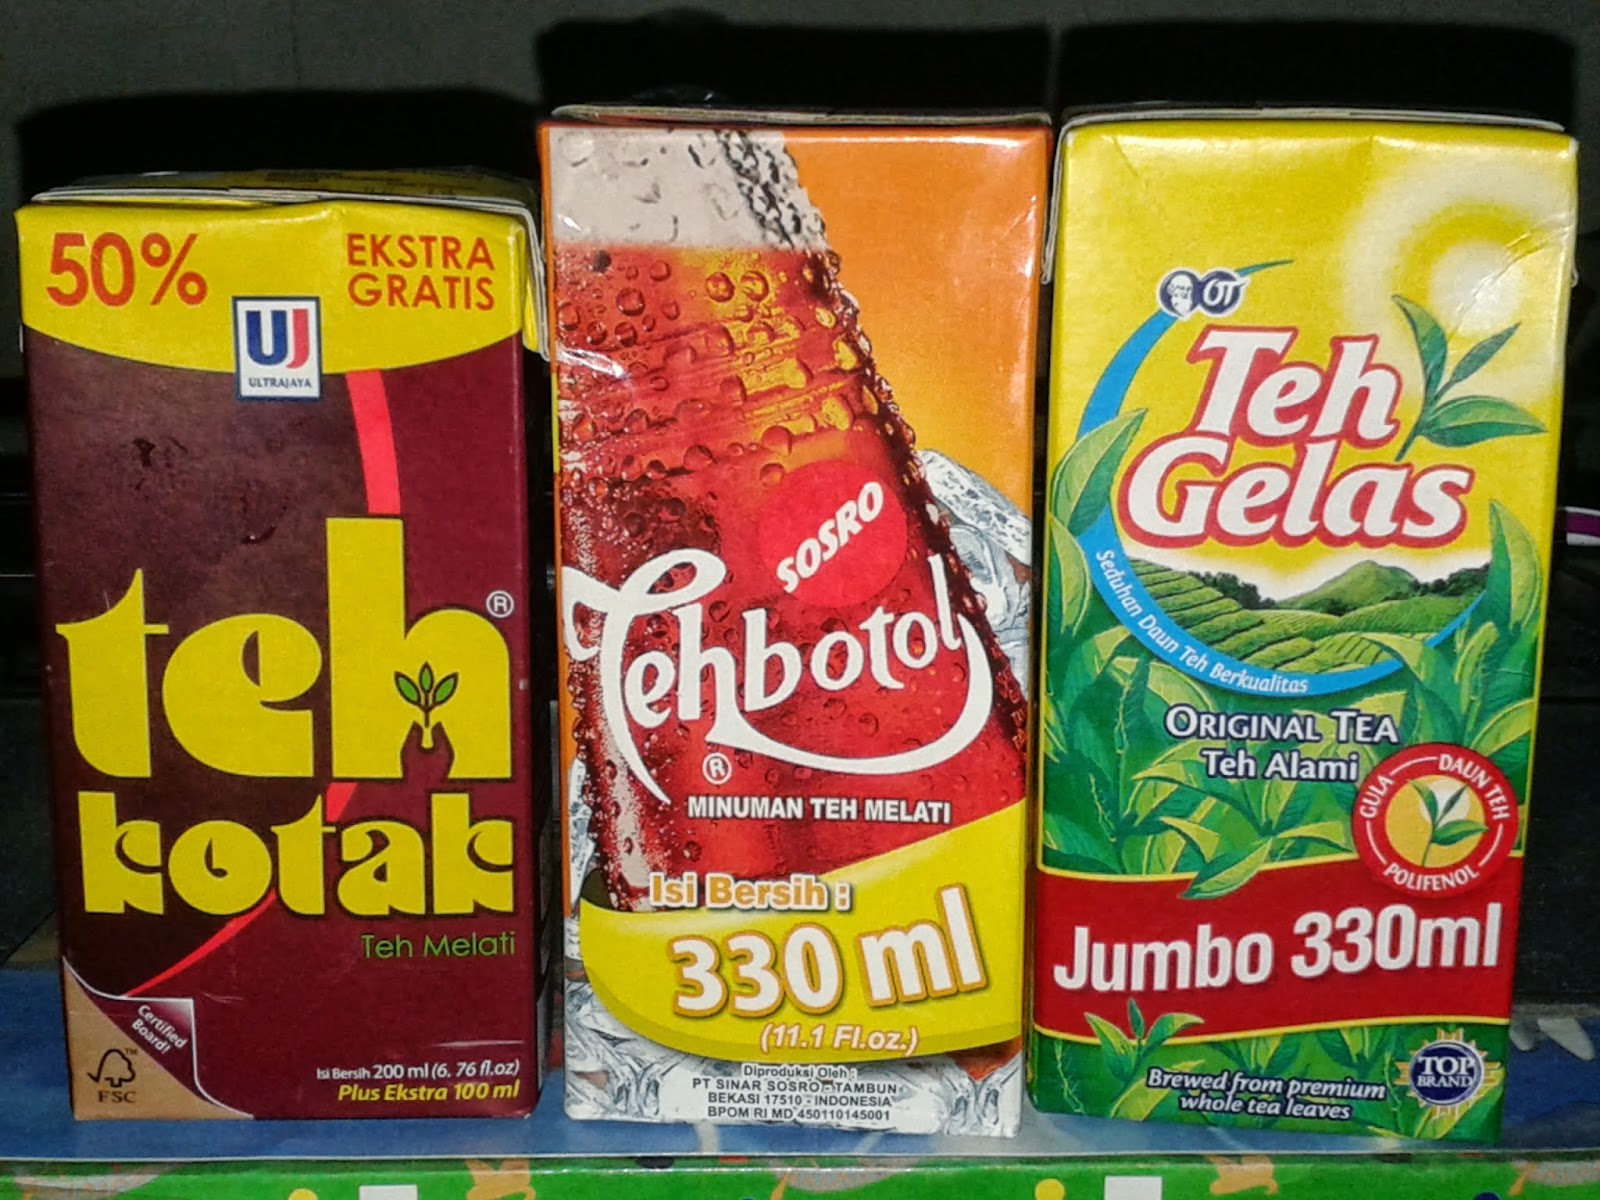 50%
EKSTRA
GRATIS
UJ
ULTRAJAYA
teh®
kotak
Teh Melati
Certified
Board!
FSC
™
Isi Bersih 200 ml (6. 76 fl.oz)
Plus Ekstra 100 ml
SOSRO
Tehbotol
®
MINUMAN TEH MELATI
Isi Bersih :
330 ml
(11.1 Fl.oz.)
Diproduksi Oleh :
PT SINAR SOSRO - TAMBUN
BEKASI 17510 - INDONESIA
BPOM RI MD 450110145001
OT
Teh
Gelas
Seduhan Daun Teh Berkualitas
ORIGINAL TEA
Teh Alami
GULA
DAUN TEH
POLIFENOL
Jumbo 330ml
Brewed from premium
whole tea leaves
TOP
BRAND